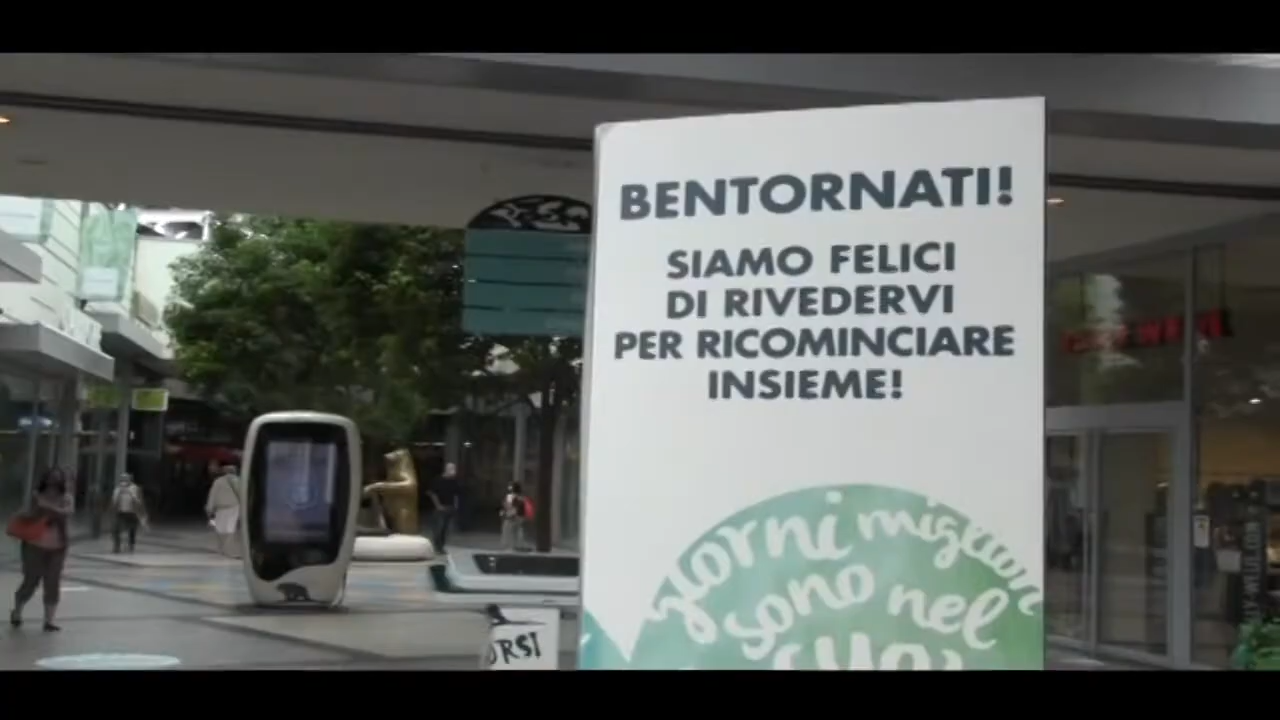 BENTORNATI!
SIAMO FELICI
DI RIVEDERVI
PER RICOMINCIARE
INSIEME!
giorni migliori
sono nel